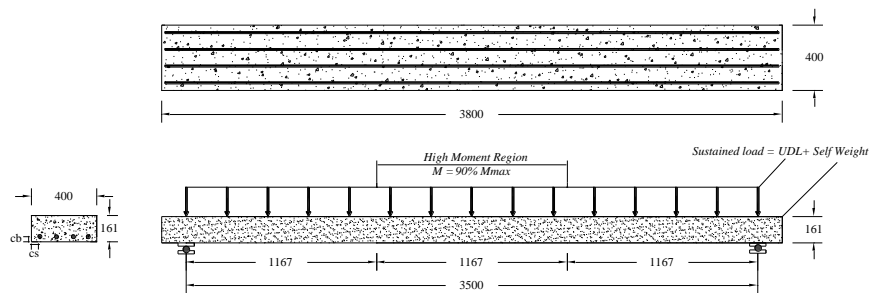 400
3800
High Moment Region
M = 90% Mmax
Sustained load = UDL+ Self Weight
400
161
cb
cs
161
1167
1167
1167
3500